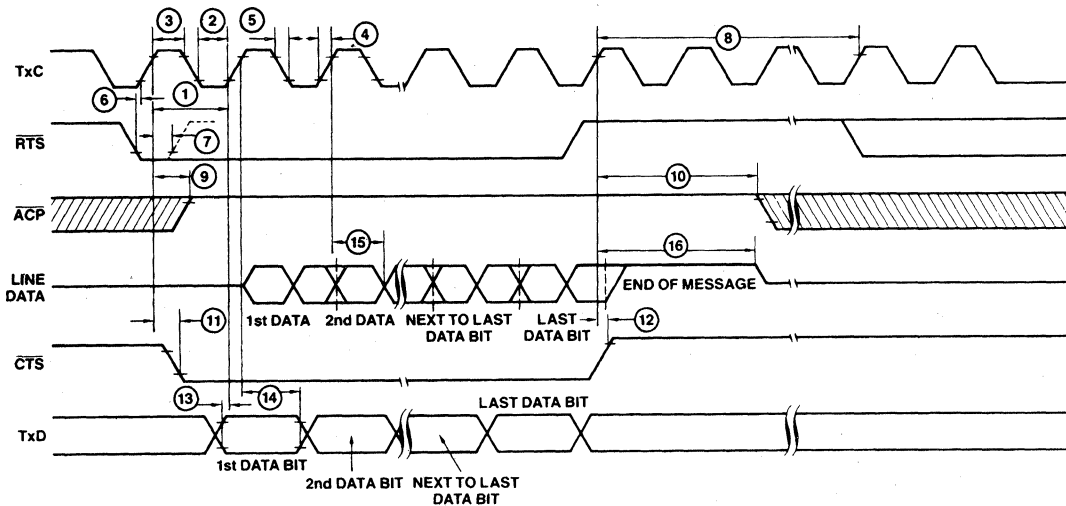 3 2 5 4 8
TxC
6 1
RTS
7
9 10
ACP
15 16
LINE
DATA
END OF MESSAGE
1st DATA 2nd DATA NEXT TO LAST
DATA BIT LAST
DATA BIT
11 12
CTS
13 14
LAST DATA BIT
TxD
1st DATA BIT
2nd DATA BIT NEXT TO LAST
DATA BIT